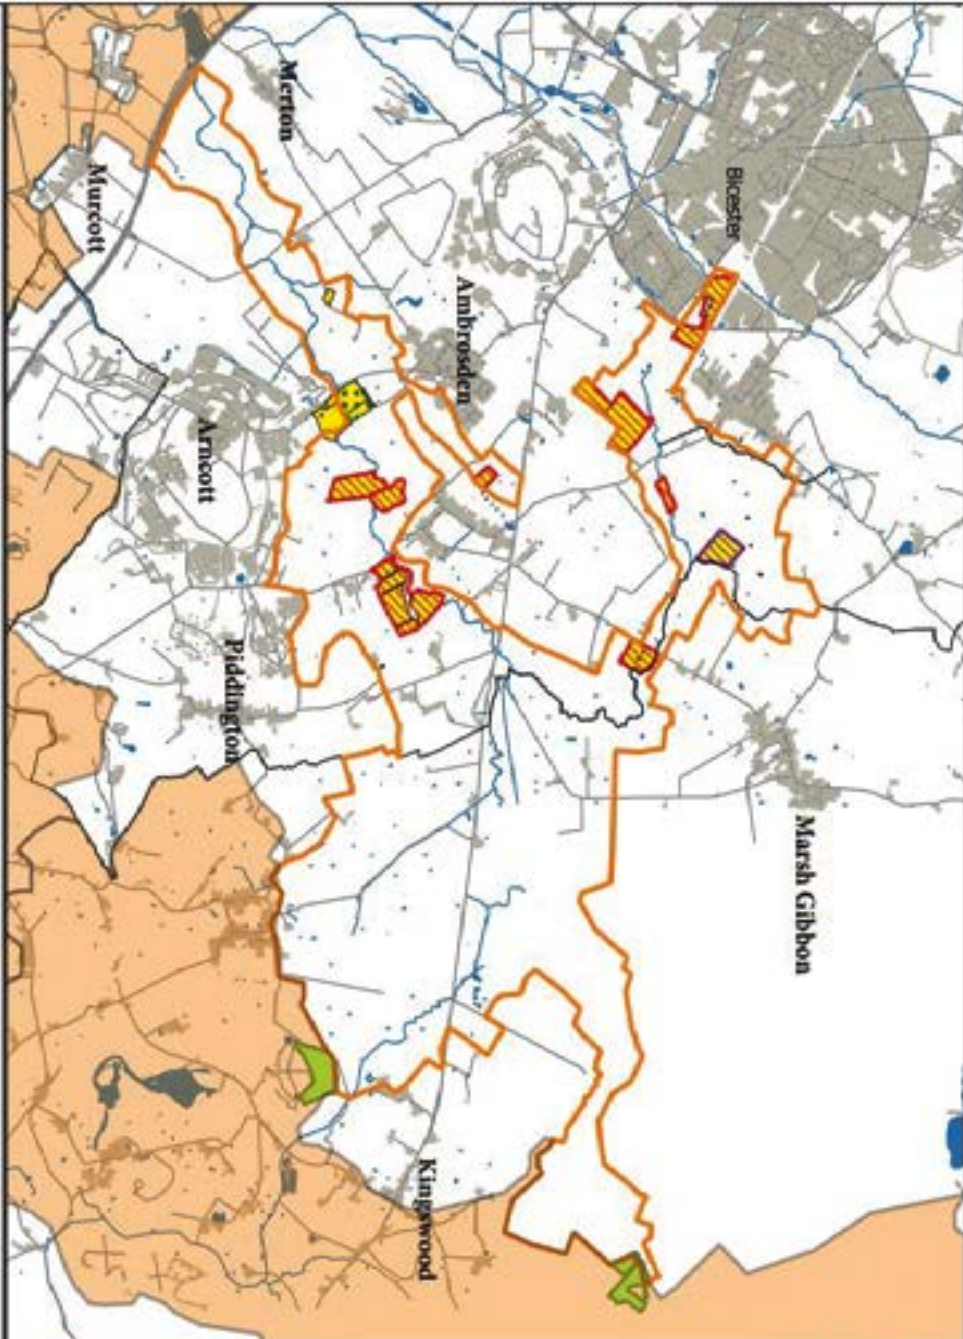 Bicester
Merton
Murcott
Ambrosden
Arncott
Piddington
Marsh Gibbon
Kingswood